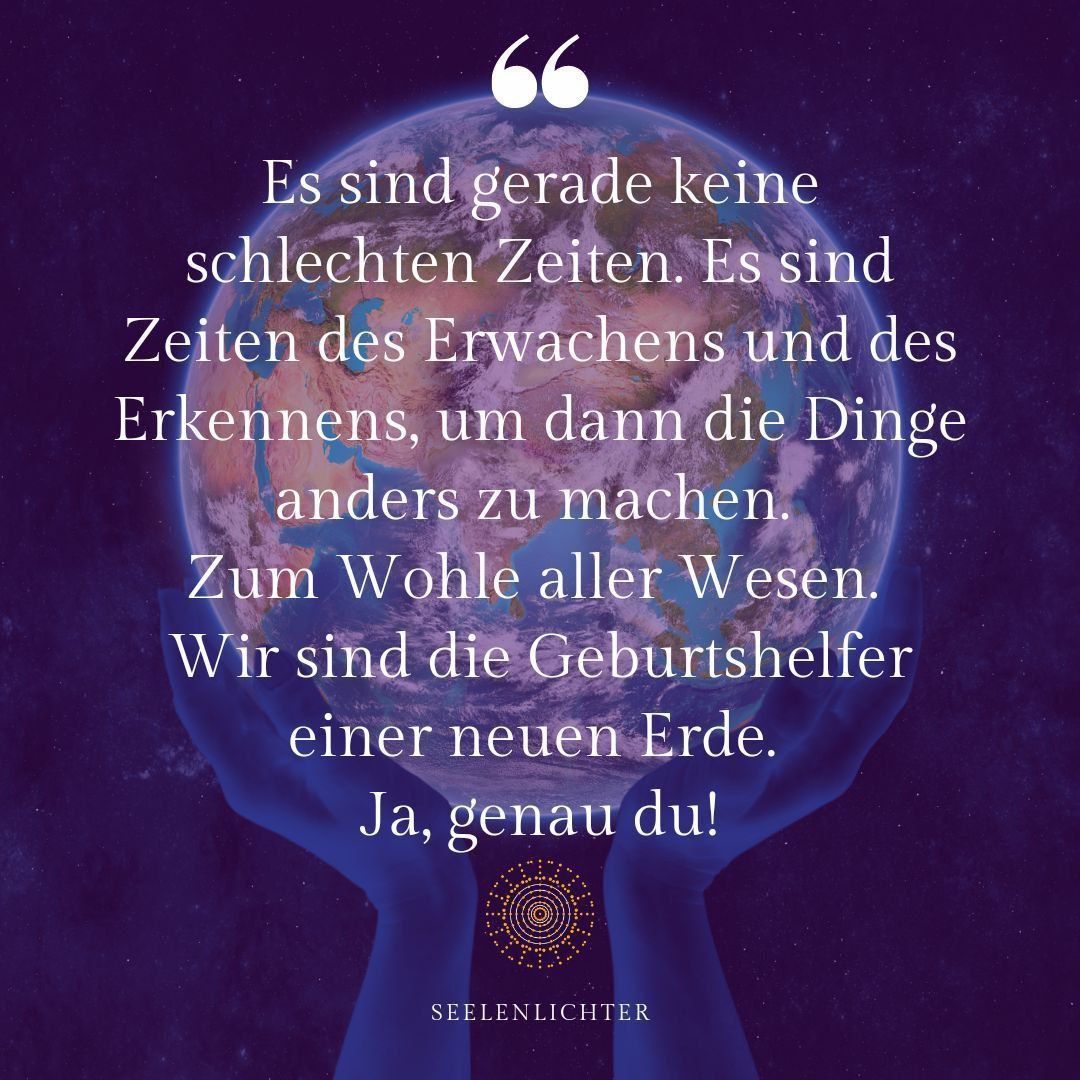 ❝
Es sind gerade keine
schlechten Zeiten. Es sind
Zeiten des Erwachens und des
Erkennens, um dann die Dinge
anders zu machen.
Zum Wohle aller Wesen.
Wir sind die Geburtshelfer
einer neuen Erde.
Ja, genau du!
SEELENLICHTER